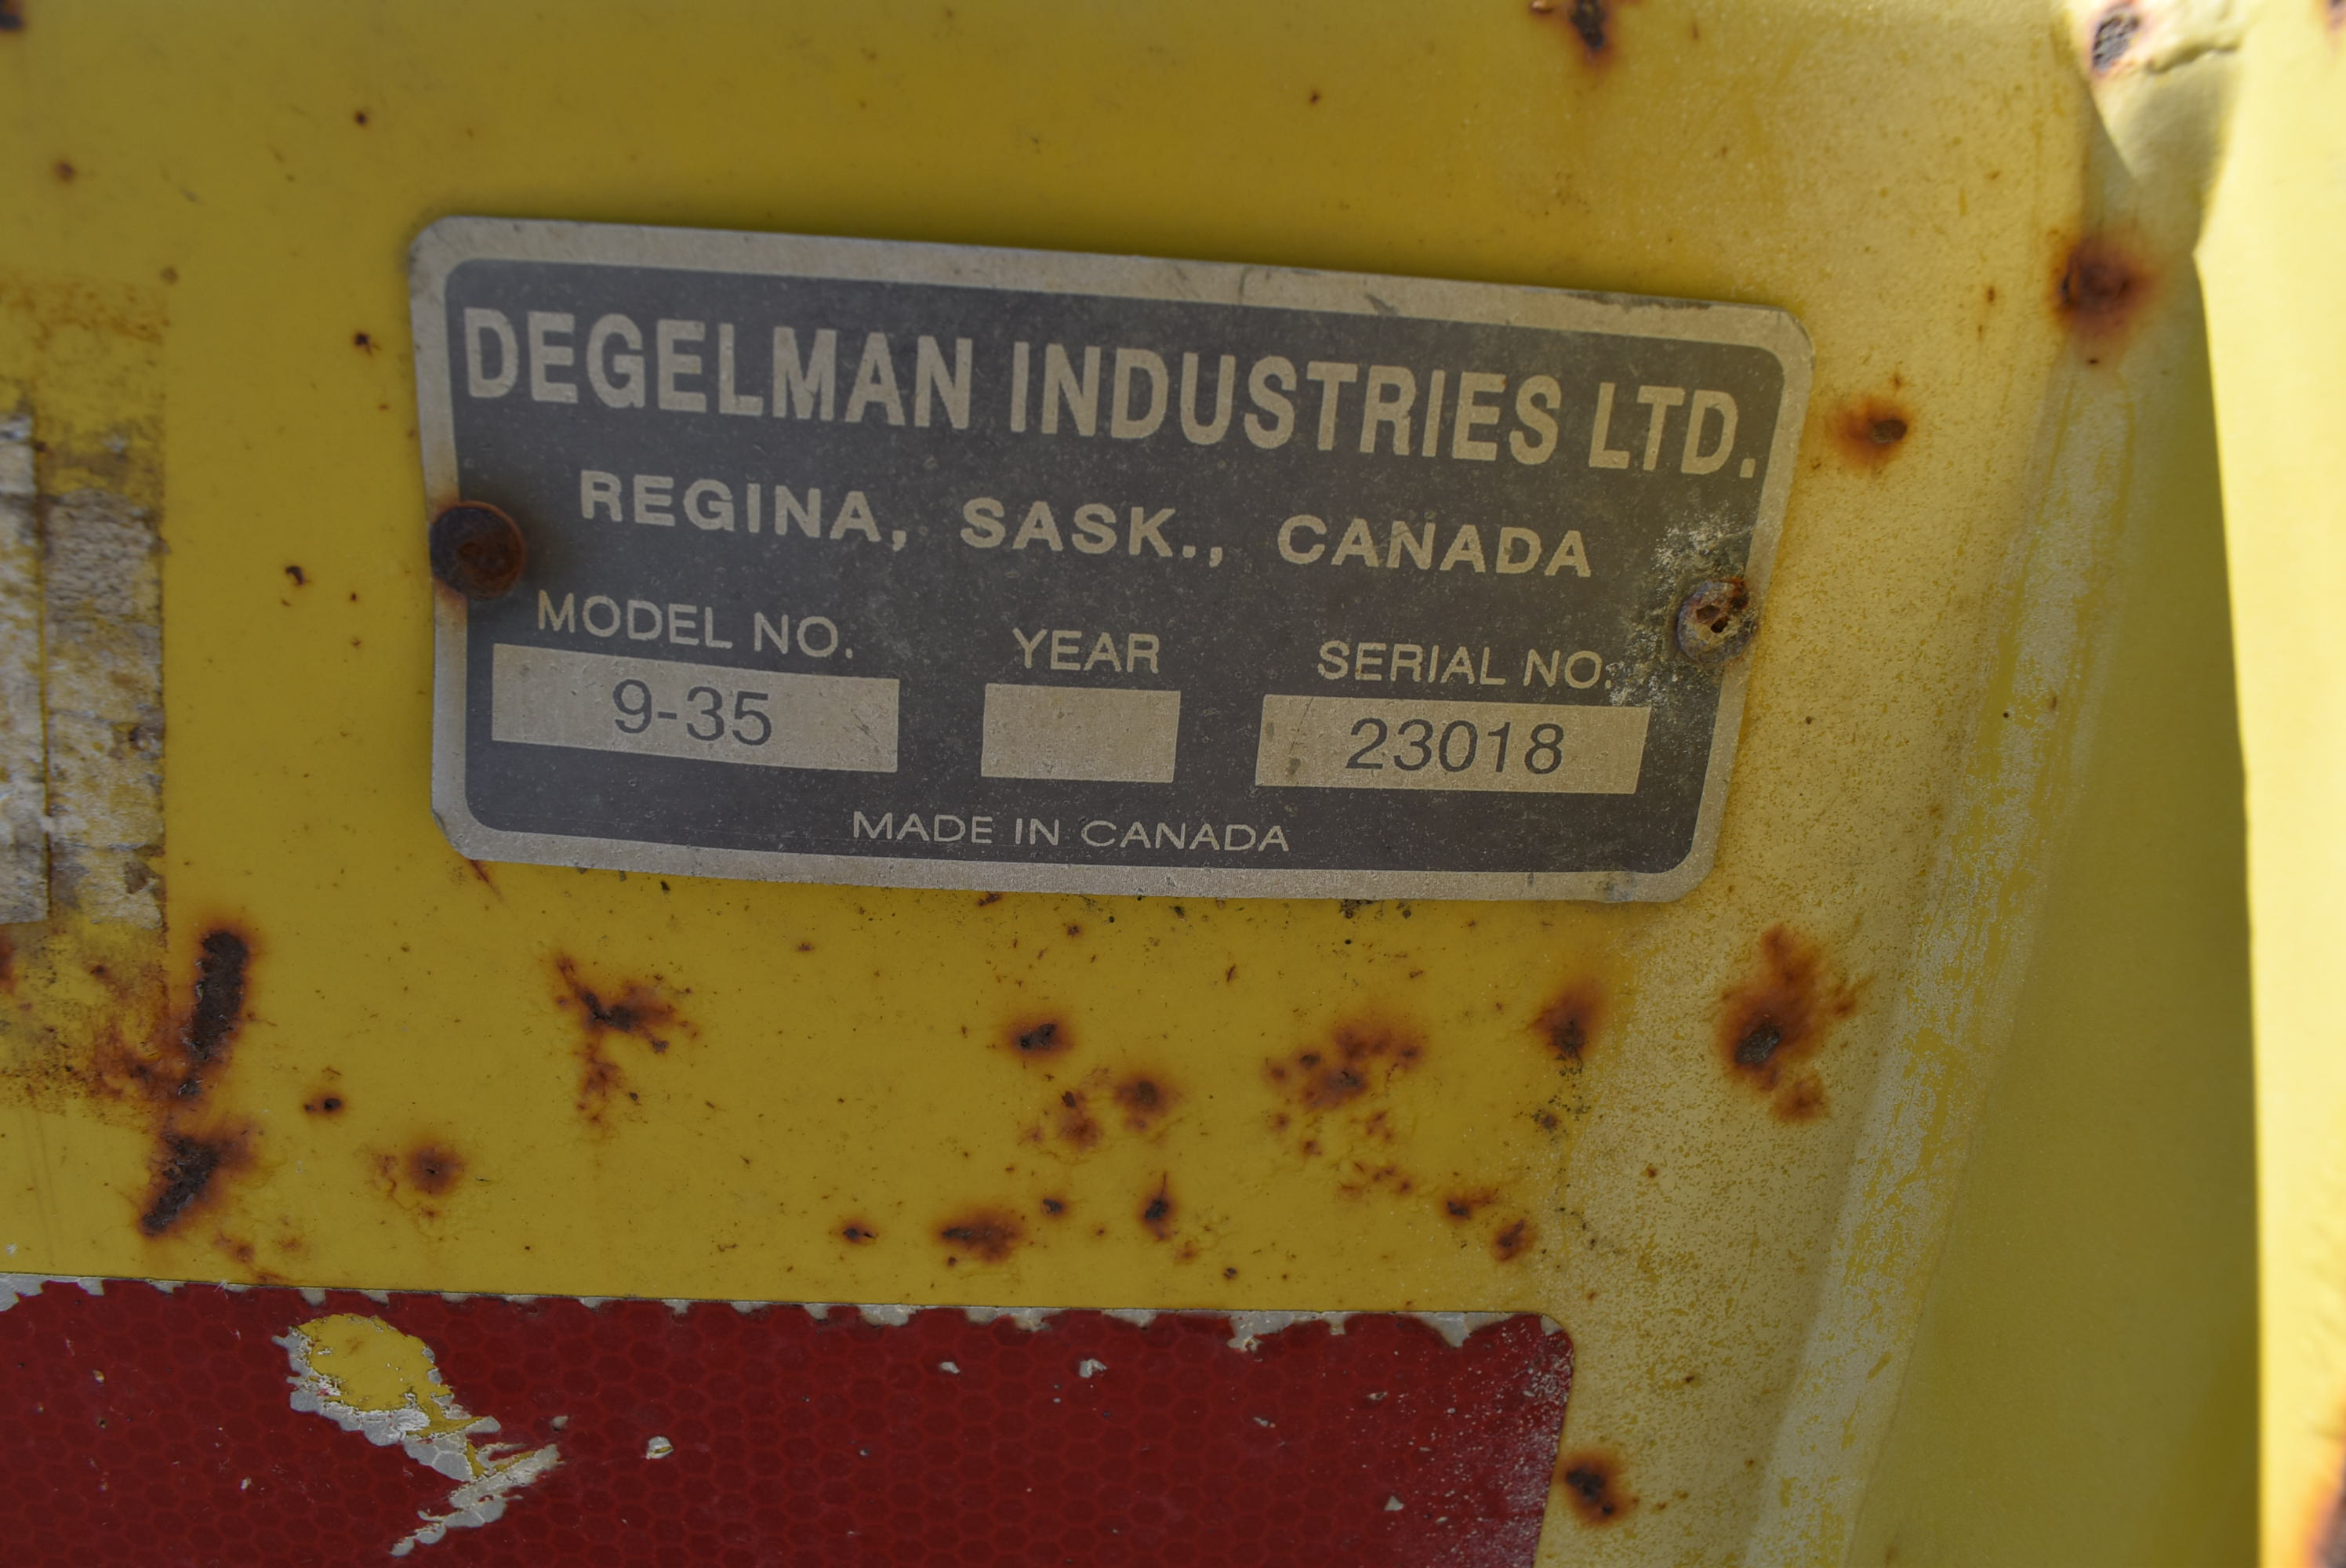 DEGELMAN INDUSTRIES LTD.
REGINA, SASK., CANADA
MODEL NO. YEAR SERIAL NO.
9-35 23018
MADE IN CANADA